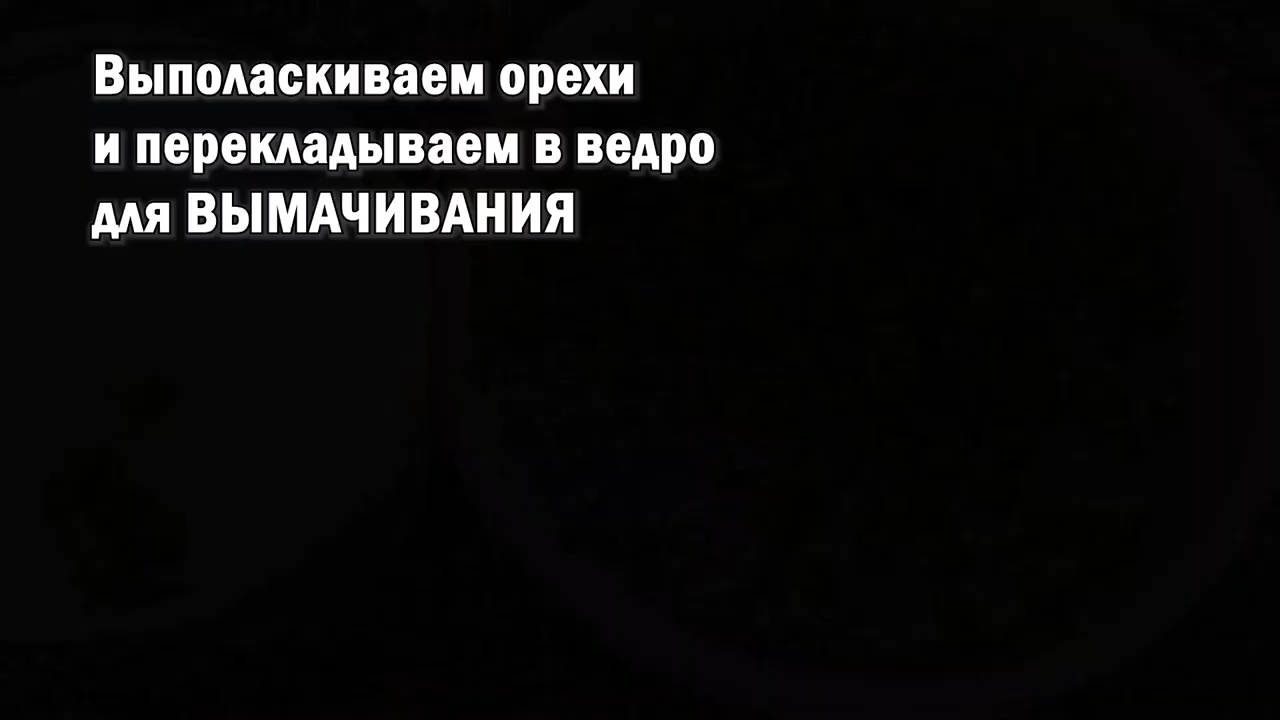 Выполаскиваем орехи
и перекладываем в ведро
для ВЫМАЧИВАНИЯ